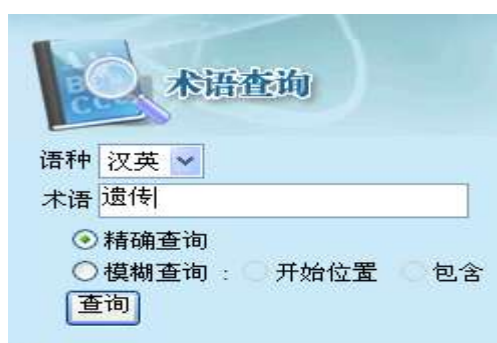 术语查询
语种 汉英
术语 遗传
精确查询
模糊查询 : 开始位置 包含
查询